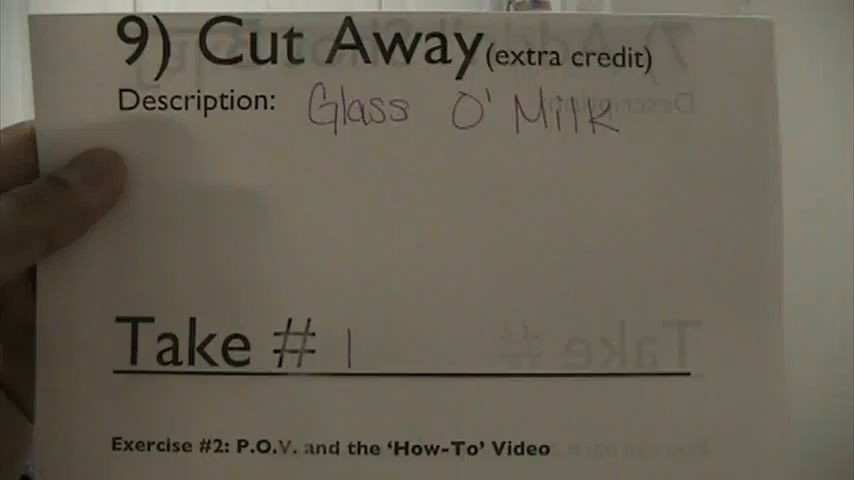 9) Cut Away (extra credit)
Description: Glass O' Milk
Take # 1
Exercise #2: P.O.V. and the 'How-To' Video